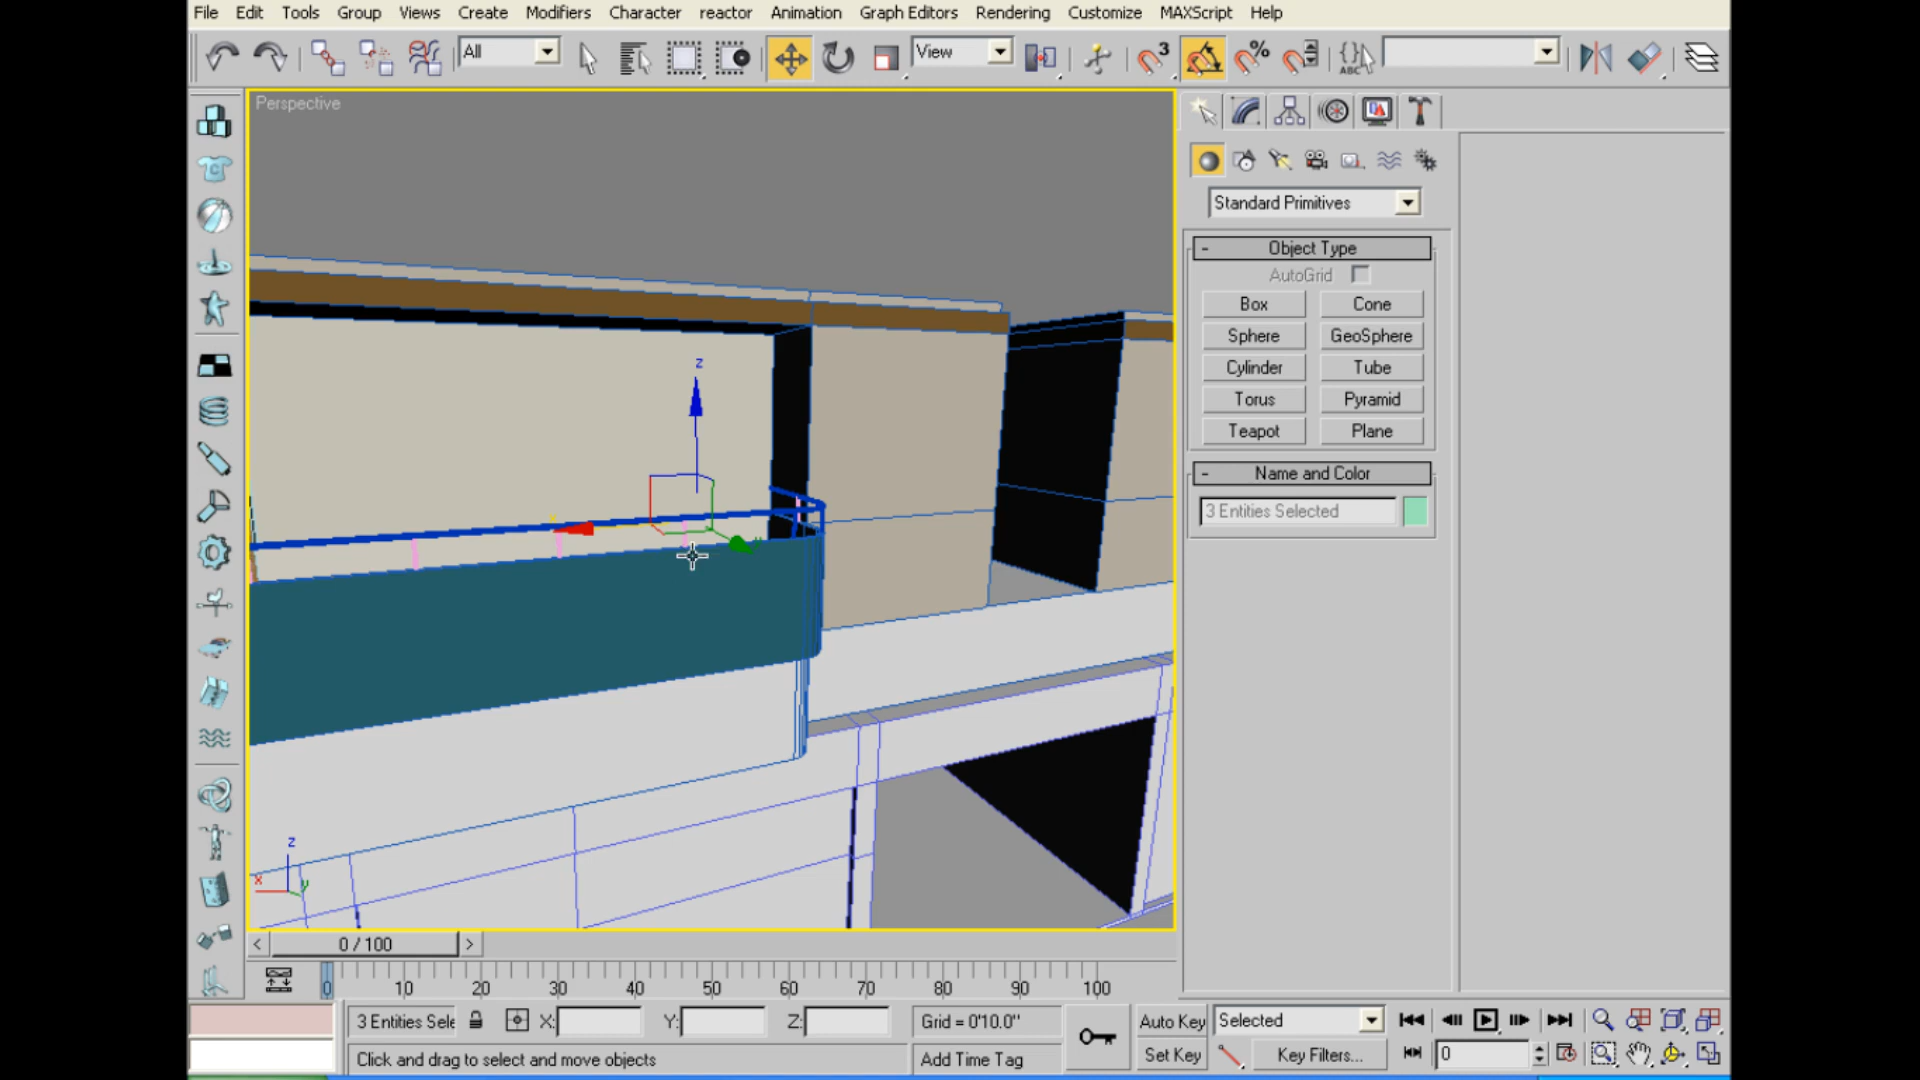 File Edit Tools Group Views Create Modifiers Character reactor Animation Graph Editors Rendering Customize MAXScript Help
All View 3 % ABC
Perspective
Standard Primitives
- Object Type
AutoGrid
Box Cone
Sphere GeoSphere
Cylinder Tube
Torus Pyramid
Teapot Plane
- Name and Color
3 Entities Selected
z
z
x y
< 0 / 100 >
0 10 20 30 40 50 60 70 80 90 100
3 Entities Sele X: Y: Z: Grid = 0'10.0" Auto Key Selected
Click and drag to select and move objects Add Time Tag Set Key Key Filters... 0